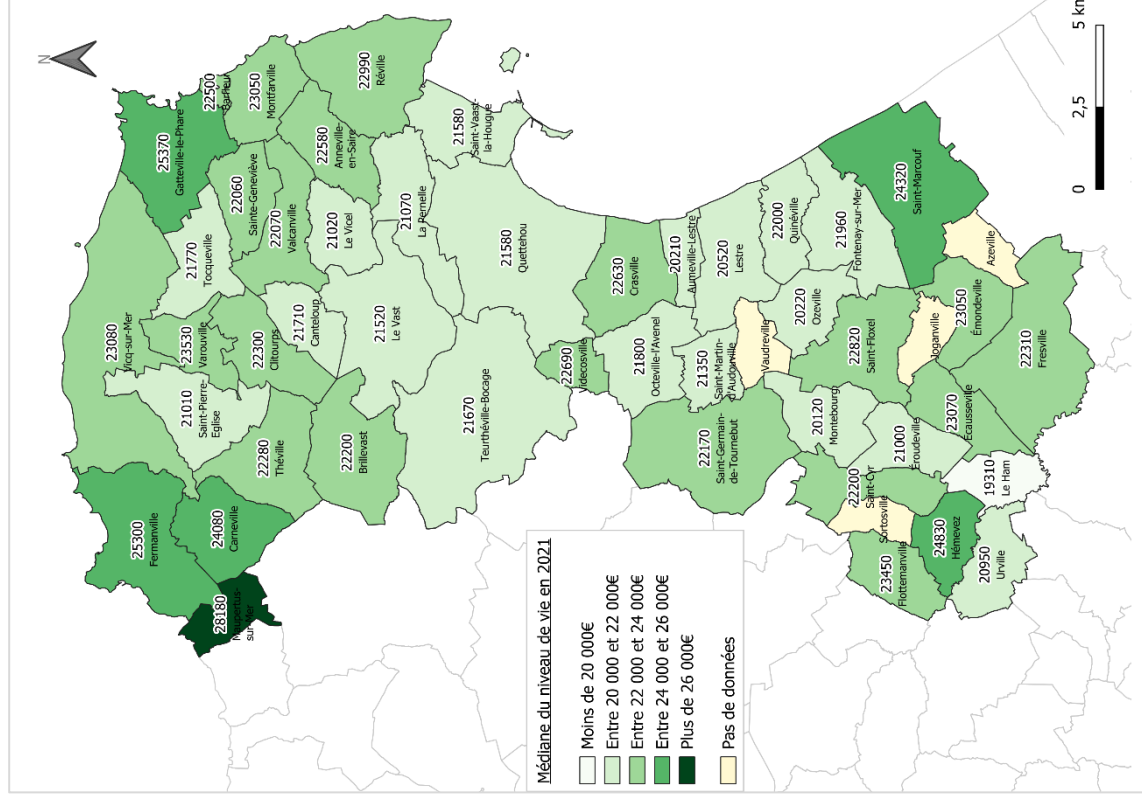 N
25370
Gatteville-le-Phare
22500
Barfleur
23050
Montfarville
22990
Réville
23080
Vicq-sur-Mer
21770
Tocqueville
22060
Sainte-Geneviève
22070
Valcanville
22580
Anneville-
en-Saire
23530
Varouville
22300
Clitourps
21010
Saint-Pierre-
Eglise
21020
Le Vicel
21070
La Pernelle
21580
Saint-Vaast-
la-Hougue
25300
Fermanville
24080
Carneville
28180
Maupertus-
sur-Mer
22280
Théville
22200
Brillevast
21710
Canteloup
21520
Le Vast
21670
Teurthéville-Bocage
21580
Quettehou
22690
Videcosville
22630
Crasville
21800
Octeville-l'Avenel
20210
Aumeville-Lestre
20520
Lestre
21350
Saint-Martin-
d'Audouville
22170
Saint-Germain-
de-Tournebut
Vaudreville
22000
Quinéville
21960
Fontenay-sur-Mer
20220
Ozeville
20120
Montebourg
22820
Saint-Floxel
24320
Saint-Marcouf
Azeville
Joganville
23050
Émondeville
22310
Fresville
23070
Écausseville
21000
Éroudeville
22200
Saint-Cyr
Sortosville
19310
Le Ham
23450
Flottemanville
24830
Hémevez
20950
Urville
Médiane du niveau de vie en 2021
Moins de 20 000€
Entre 20 000 et 22 000€
Entre 22 000 et 24 000€
Entre 24 000 et 26 000€
Plus de 26 000€
Pas de données
0 2,5 5 km